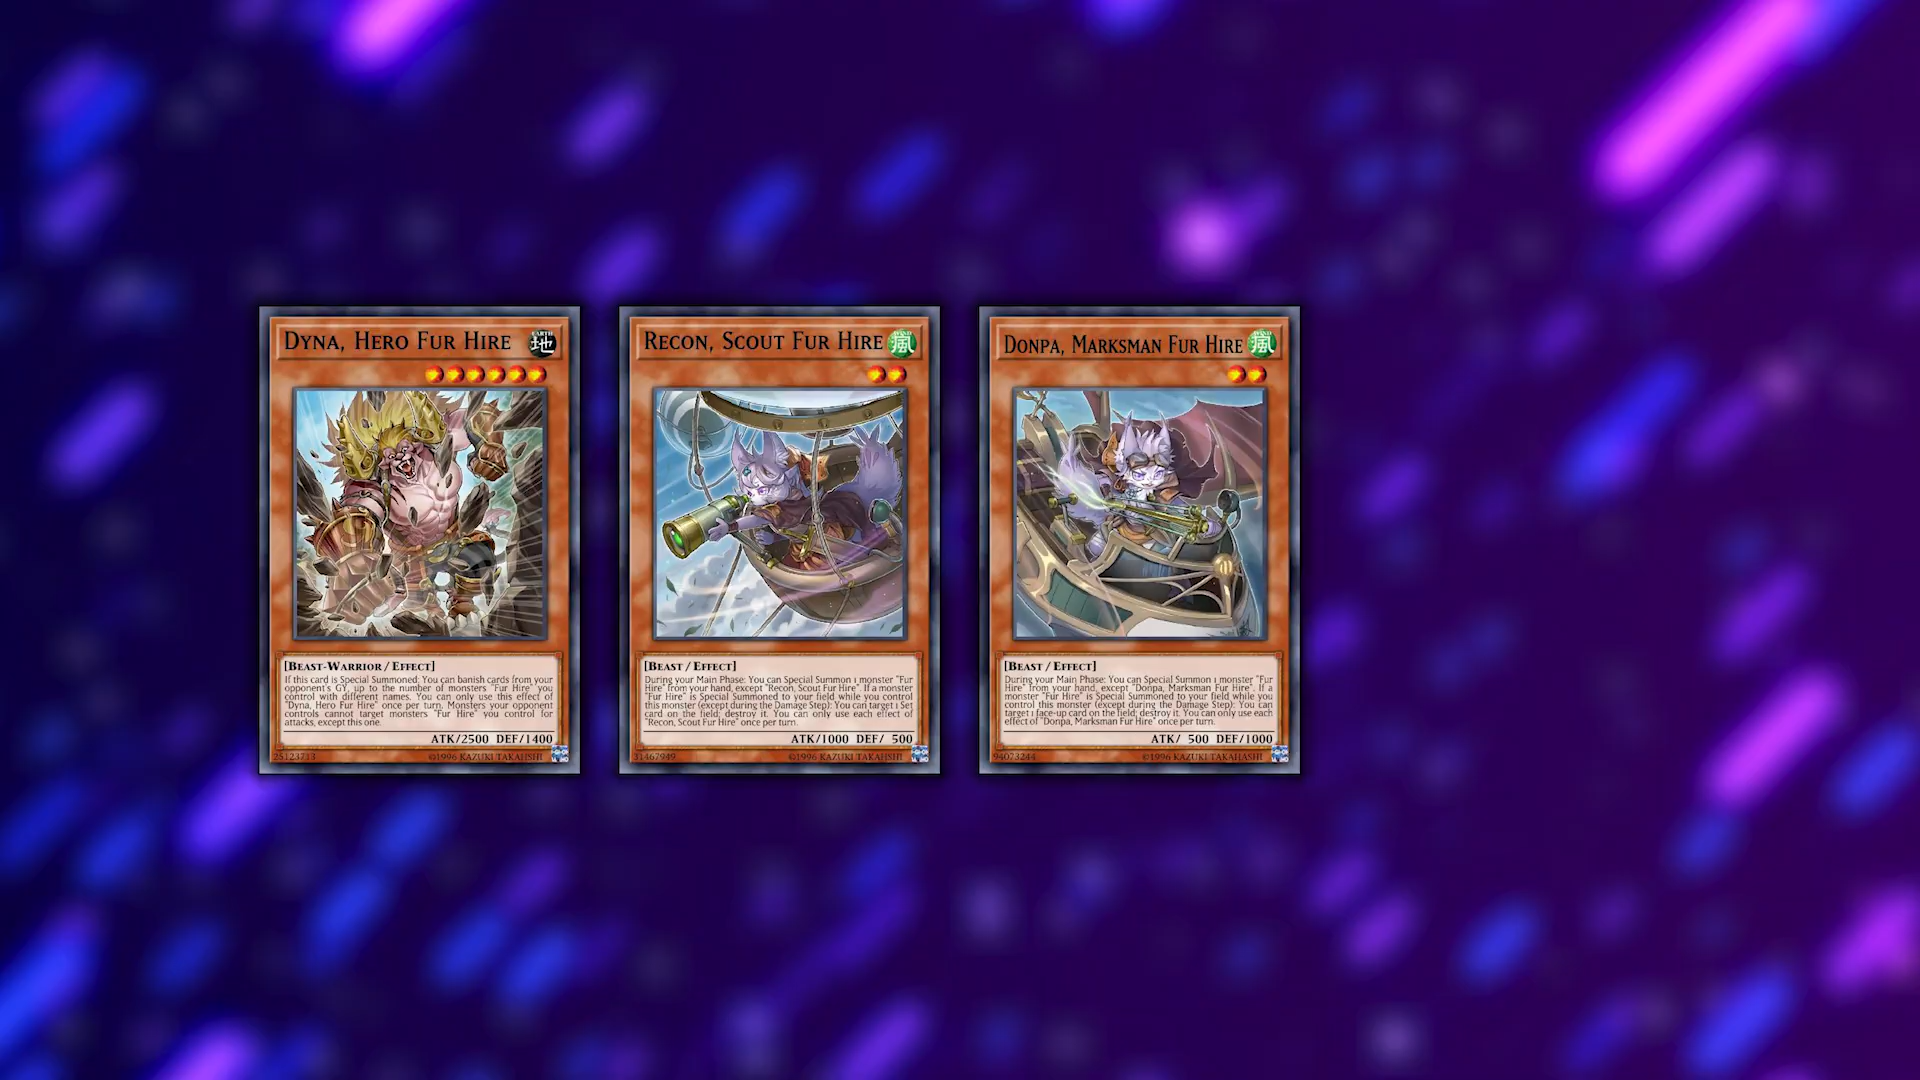 DYNA, HERO FUR HIRE
EARTH
地
[BEAST-WARRIOR / EFFECT]
If this card is Special Summoned: You can banish cards from your
opponent's GY, up to the number of monsters "Fur Hire" you
control with different names. You can only use this effect of
"Dyna, Hero Fur Hire" once per turn. Monsters your opponent
controls cannot target monsters "Fur Hire" you control for
attacks, except this one.
ATK/2500 DEF/1400
25123713
©1996 KAZUKI TAKAHASHI
RECON, SCOUT FUR HIRE
WIND
風
[BEAST / EFFECT]
During your Main Phase: You can Special Summon 1 monster "Fur
Hire" from your hand, except "Recon, Scout Fur Hire". If a monster
"Fur Hire" is Special Summoned to your field while you control
this monster (except during the Damage Step): You can target 1 Set
card on the field; destroy it. You can only use each effect of
"Recon, Scout Fur Hire" once per turn.
ATK/1000 DEF/ 500
31467949
©1996 KAZUKI TAKAHASHI
DONPA, MARKSMAN FUR HIRE
WIND
風
[BEAST / EFFECT]
During your Main Phase: You can Special Summon 1 monster "Fur
Hire" from your hand, except "Donpa, Marksman Fur Hire". If a
monster "Fur Hire" is Special Summoned to your field while you
control this monster (except during the Damage Step): You can
target 1 face-up card on the field; destroy it. You can only use each
effect of "Donpa, Marksman Fur Hire" once per turn.
ATK/ 500 DEF/1000
94073244
©1996 KAZUKI TAKAHASHI